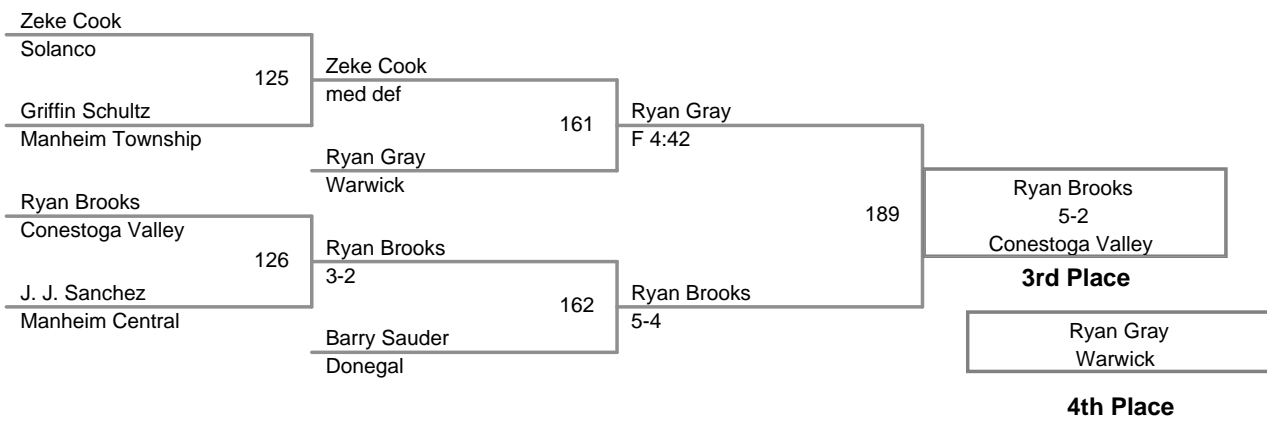 Zeke Cook
Solanco
125
Griffin Schultz
Manheim Township
Ryan Brooks
Conestoga Valley
126
J. J. Sanchez
Manheim Central
Zeke Cook
med def
161
Ryan Gray
Warwick
Ryan Brooks
3-2
162
Barry Sauder
Donegal
Ryan Gray
F 4:42
189
Ryan Brooks
5-4
Ryan Brooks
5-2
Conestoga Valley
3rd Place
Ryan Gray
Warwick
4th Place